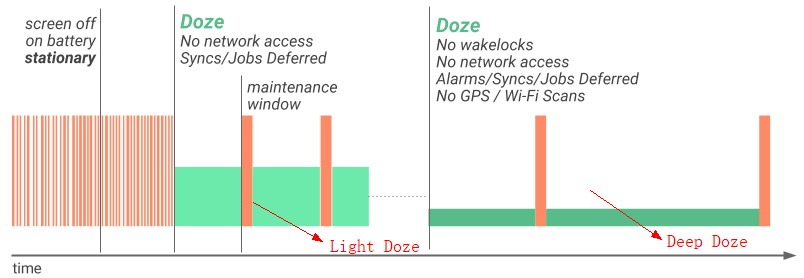 screen off
on battery
stationary
Doze
No network access
Syncs/Jobs Deferred
maintenance
window
Doze
No wakelocks
No network access
Alarms/Syncs/Jobs Deferred
No GPS / Wi-Fi Scans
Light Doze
Deep Doze
time